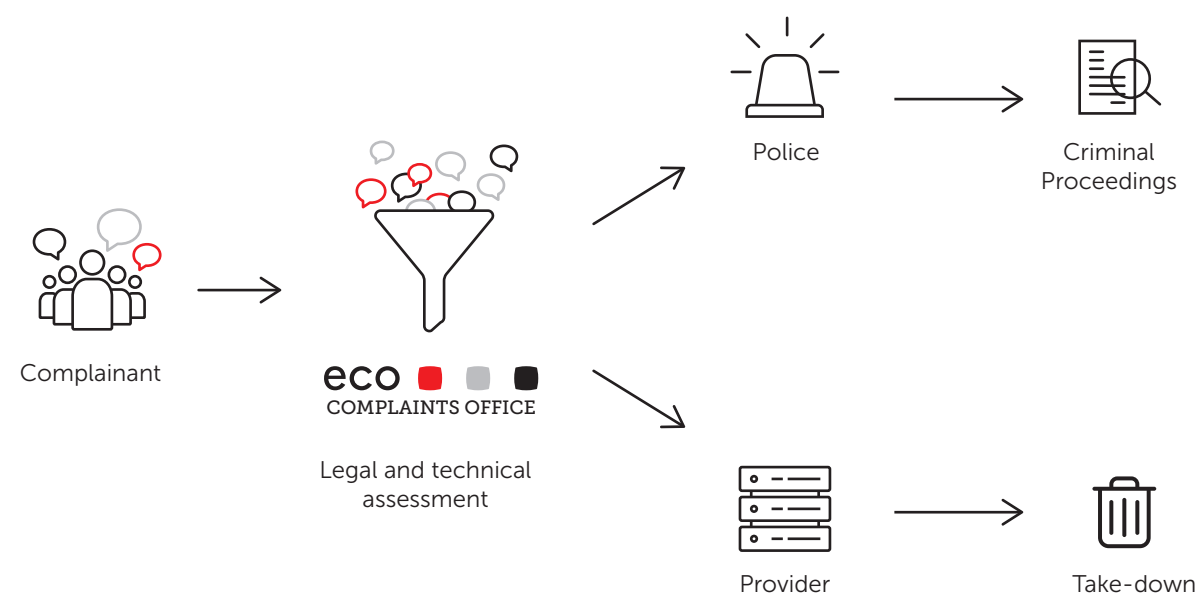 Complainant
eco
COMPLAINTS OFFICE
Legal and technical
assessment
Police
Criminal
Proceedings
Provider
Take-down